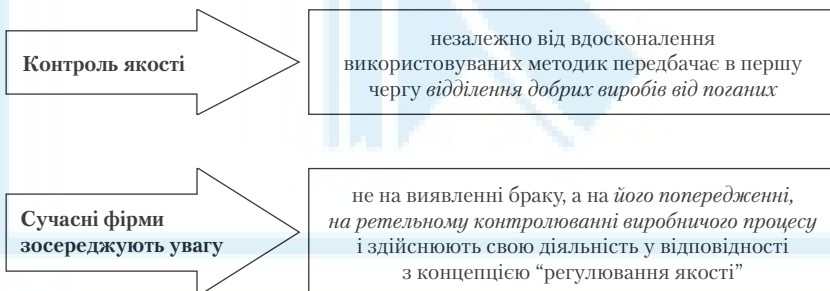 Контроль якості
незалежно від вдосконалення
використовуваних методик передбачає в першу
чергу відділення добрих виробів від поганих
Сучасні фірми
зосереджують увагу
не на виявленні браку, а на його попередженні,
на ретельному контролюванні виробничого процесу
і здійснюють свою діяльність у відповідності
з концепцією “регулювання якості”